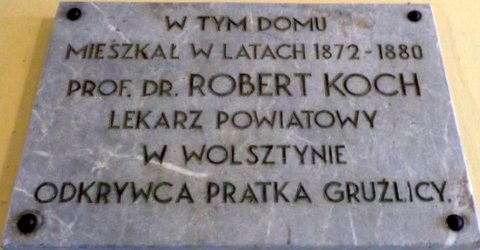 W TYM DOMU
MIESZKAŁ W LATACH 1872-1880
PROF. DR. ROBERT KOCH
LEKARZ POWIATOWY
W WOLSZTYNIE
ODKRYWCA PRATKA GRUŹLICY.